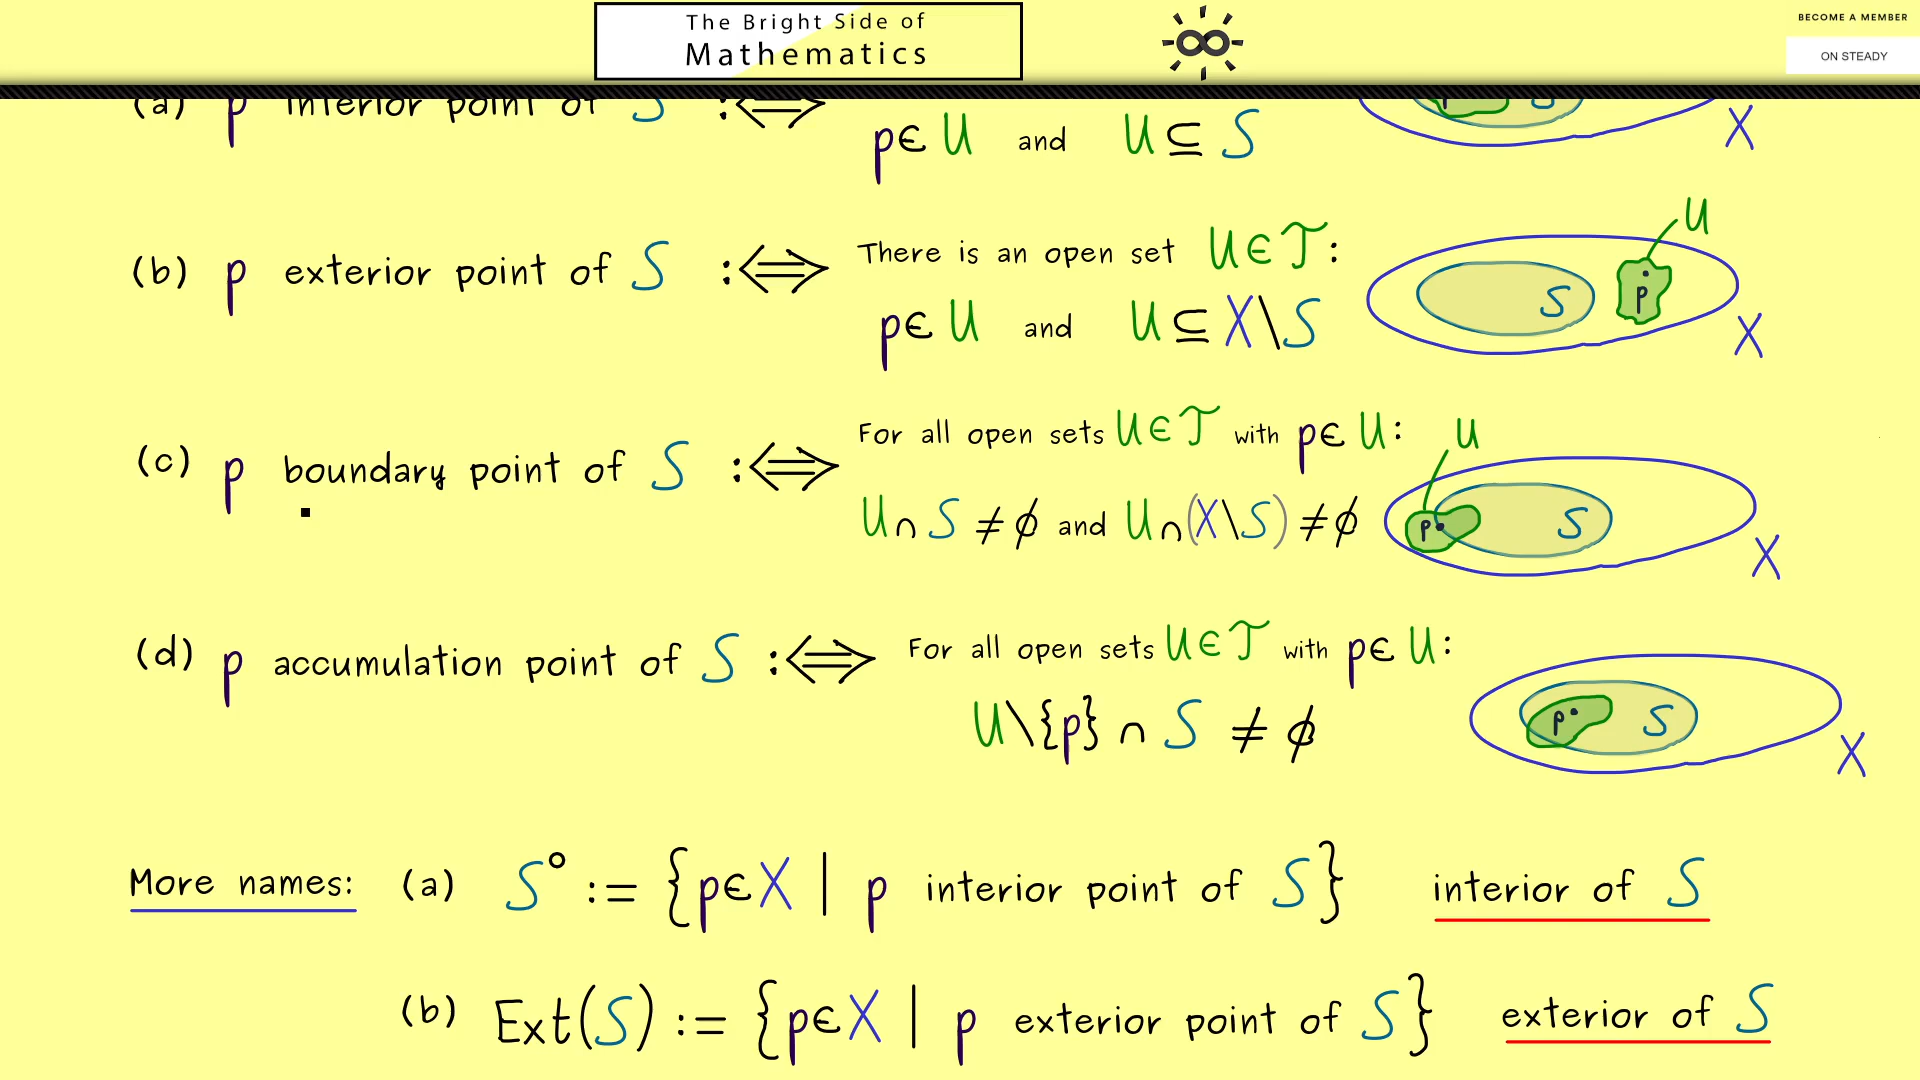 The Bright Side of
Mathematics
BECOME A MEMBER
ON STEADY
(a) p interior point of S :⟺
p ∈ U and U ⊆ S
X
S
(b) p exterior point of S :⟺ There is an open set U ∈ 𝒯:
p ∈ U and U ⊆ X\S
U
S
p
X
(c) p boundary point of S :⟺ For all open sets U ∈ 𝒯 with p ∈ U:
U ∩ S ≠ ∅ and U ∩ (X\S) ≠ ∅
U
p
S
X
(d) p accumulation point of S :⟺ For all open sets U ∈ 𝒯 with p ∈ U:
U\{p} ∩ S ≠ ∅
p
S
X
More names: (a) S° := {p ∈ X | p interior point of S} interior of S
(b) Ext(S) := {p ∈ X | p exterior point of S} exterior of S